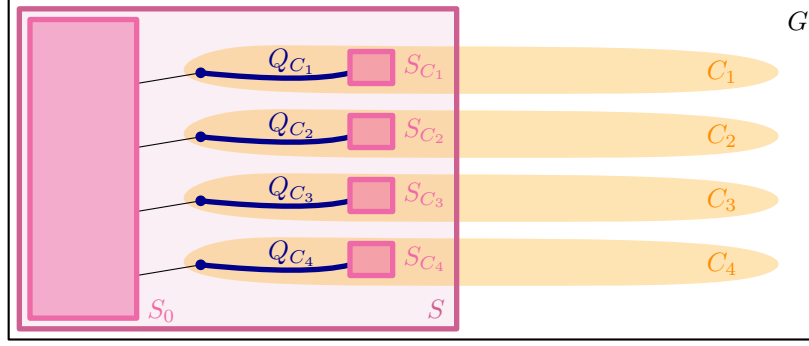 G
Q_{C_1} S_{C_1} C_1
Q_{C_2} S_{C_2} C_2
Q_{C_3} S_{C_3} C_3
Q_{C_4} S_{C_4} C_4
S_0 S